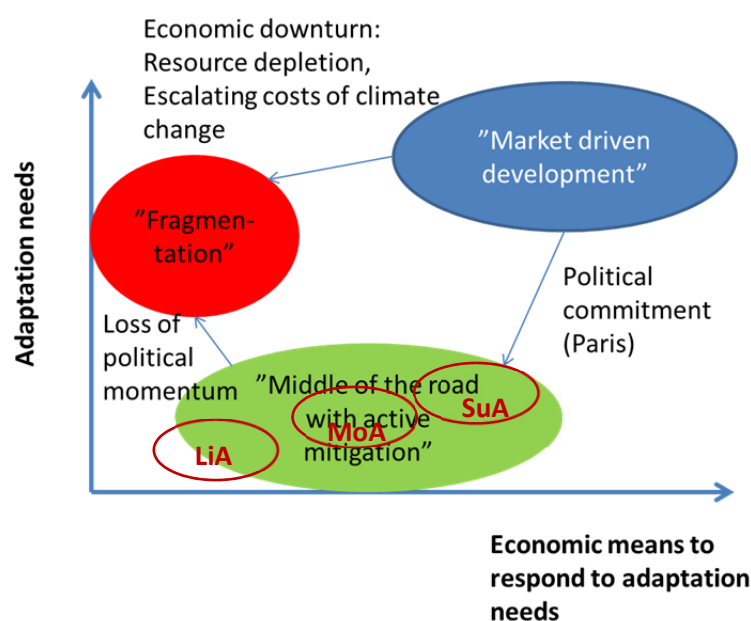 Economic downturn:
Resource depletion,
Escalating costs of climate
change
”Market driven
development”
Adaptation needs
”Fragmen-
tation”
Political
commitment
(Paris)
Loss of
political
momentum
”Middle of the road
with active
mitigation”
SuA
MoA
LiA
Economic means to
respond to adaptation
needs